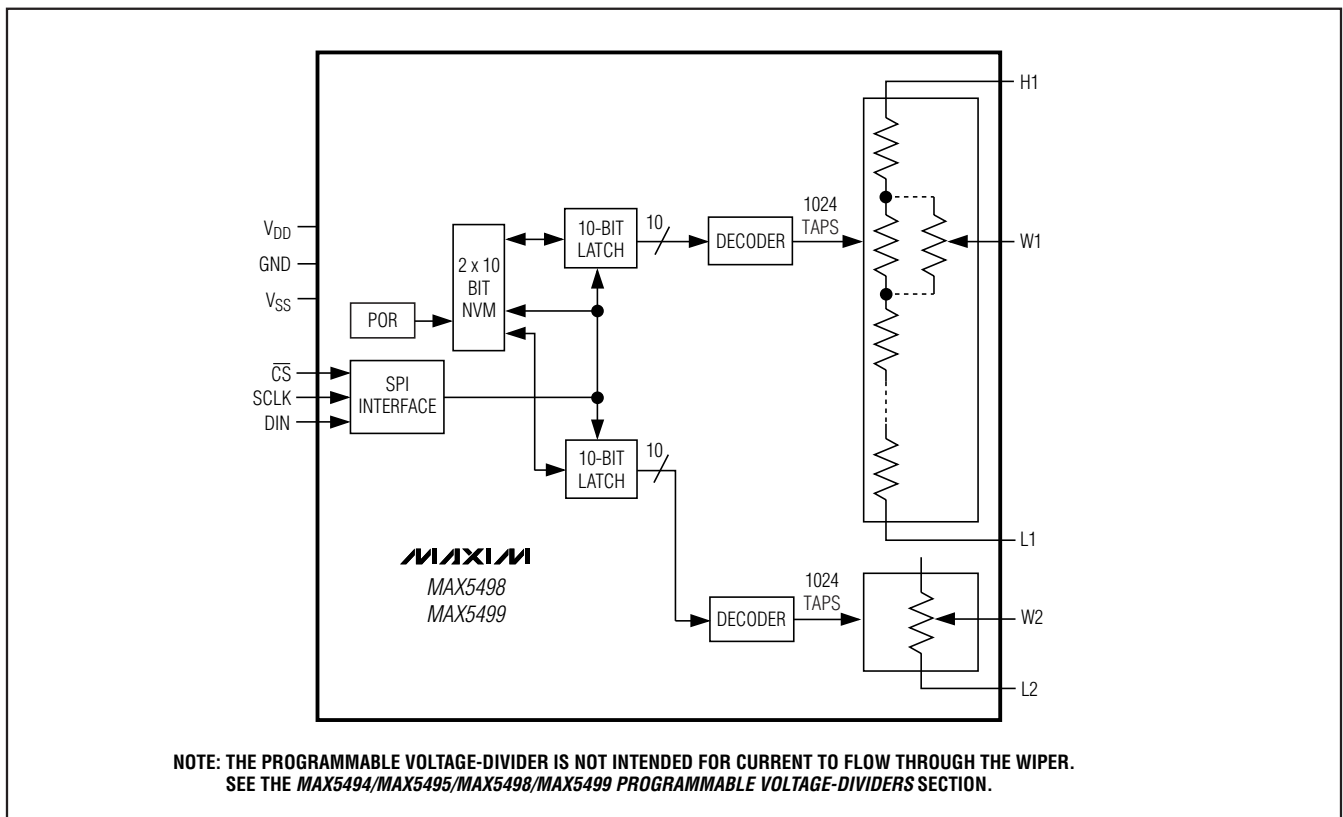 H1
1024
TAPS
10-BIT
LATCH
10
DECODER
W1
VDD
GND
VSS
2 x 10
BIT
NVM
POR
C̅S̅
SCLK
DIN
SPI
INTERFACE
10-BIT
LATCH
10
L1
MAXIM
MAX5498
MAX5499
1024
TAPS
DECODER
W2
L2
NOTE: THE PROGRAMMABLE VOLTAGE-DIVIDER IS NOT INTENDED FOR CURRENT TO FLOW THROUGH THE WIPER.
SEE THE MAX5494/MAX5495/MAX5498/MAX5499 PROGRAMMABLE VOLTAGE-DIVIDERS SECTION.